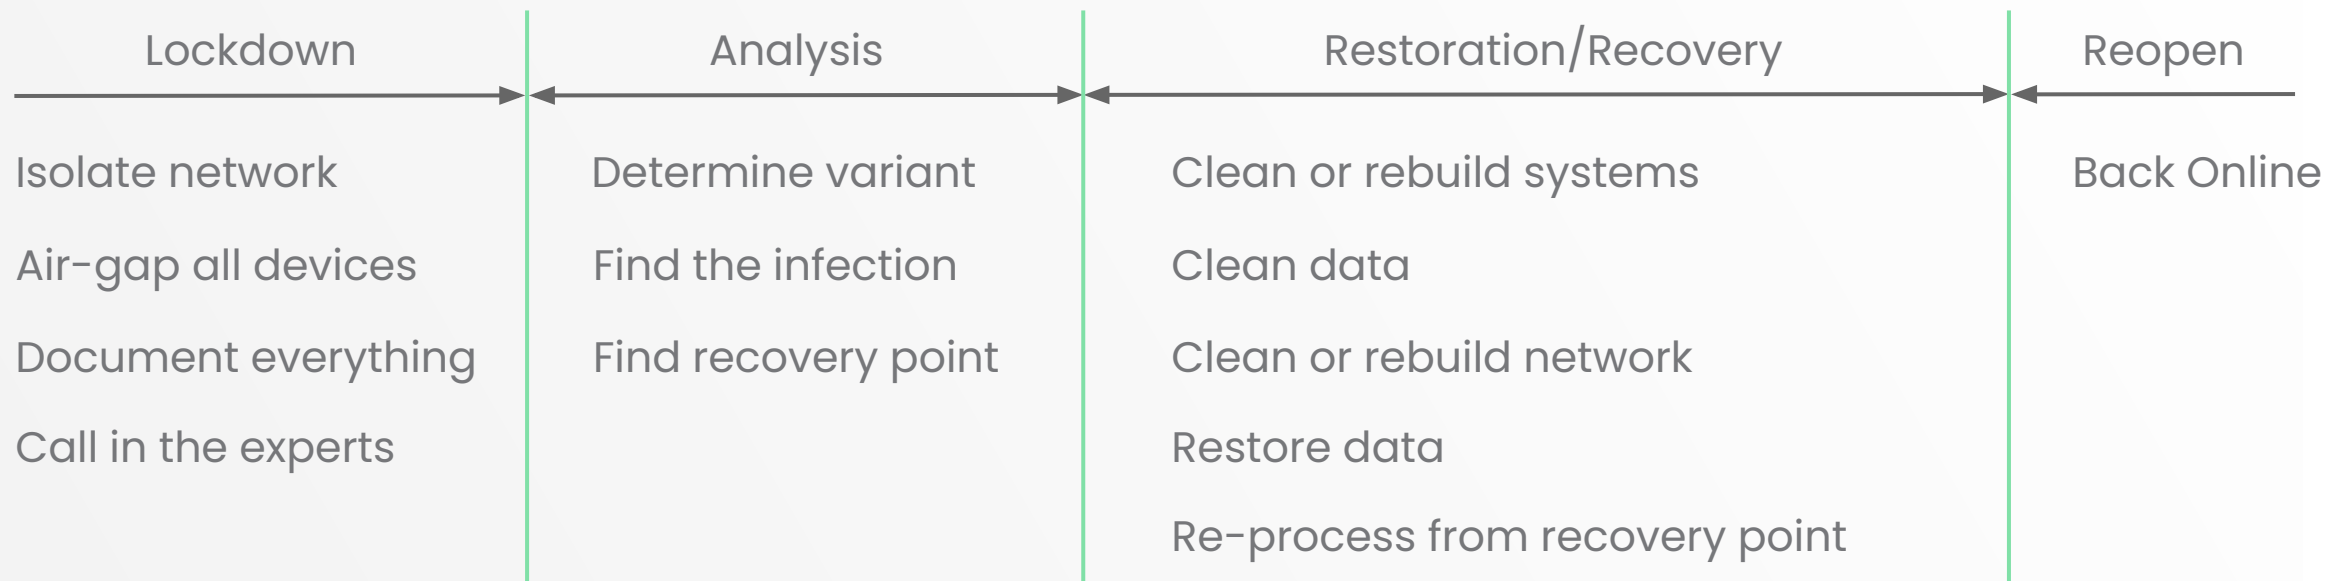 Lockdown
Analysis
Restoration/Recovery
Reopen
Isolate network
Air-gap all devices
Document everything
Call in the experts
Determine variant
Find the infection
Find recovery point
Clean or rebuild systems
Clean data
Clean or rebuild network
Restore data
Re-process from recovery point
Back Online